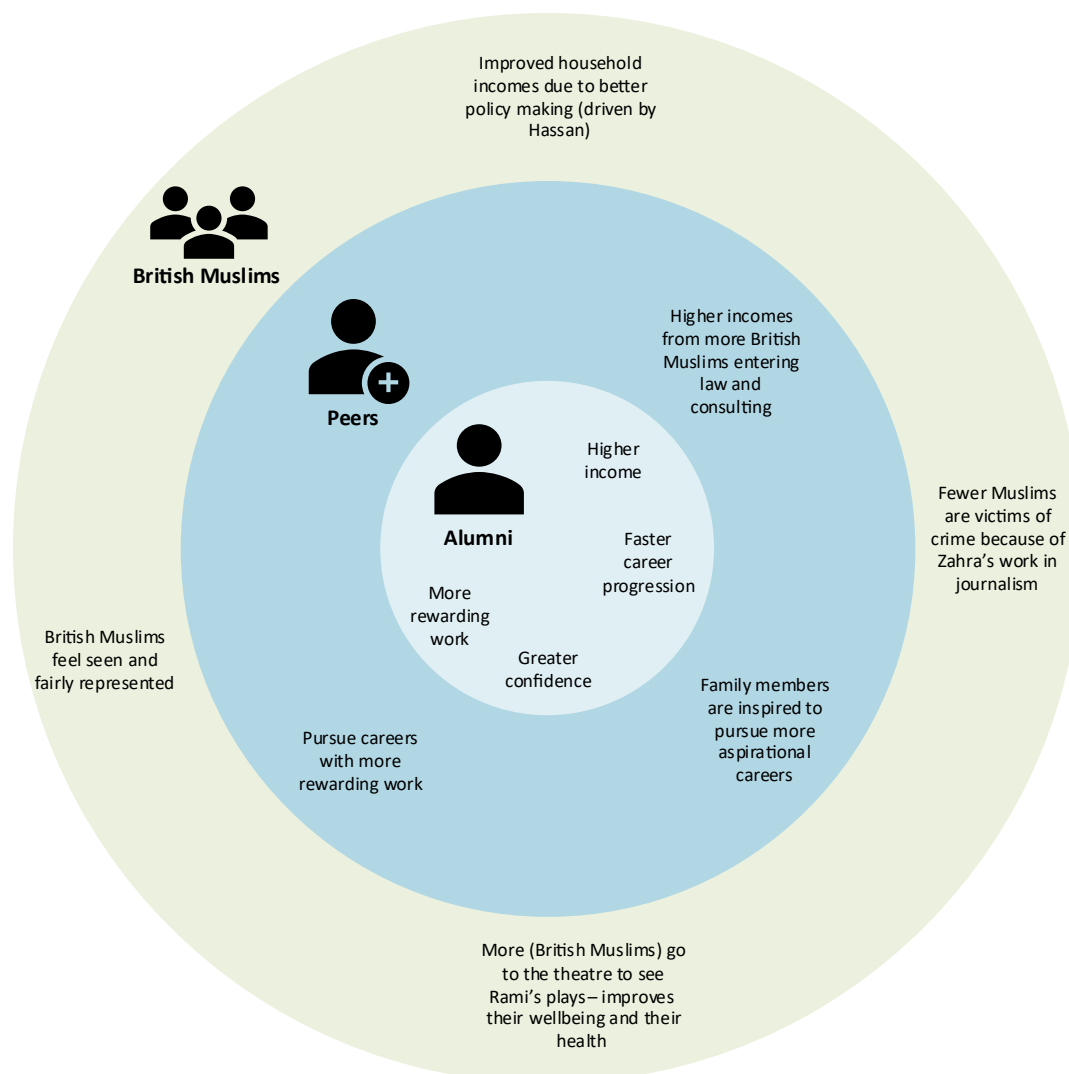 Improved household
incomes due to better
policy making (driven by
Hassan)
British Muslims
Higher incomes
from more British
Muslims entering
law and
consulting
Peers
Higher
income
Alumni
Faster
career
progression
More
rewarding
work
Greater
confidence
Fewer Muslims
are victims of
crime because of
Zahra’s work in
journalism
British Muslims
feel seen and
fairly represented
Family members
are inspired to
pursue more
aspirational
careers
Pursue careers
with more
rewarding work
More (British Muslims) go
to the theatre to see
Rami’s plays– improves
their wellbeing and their
health